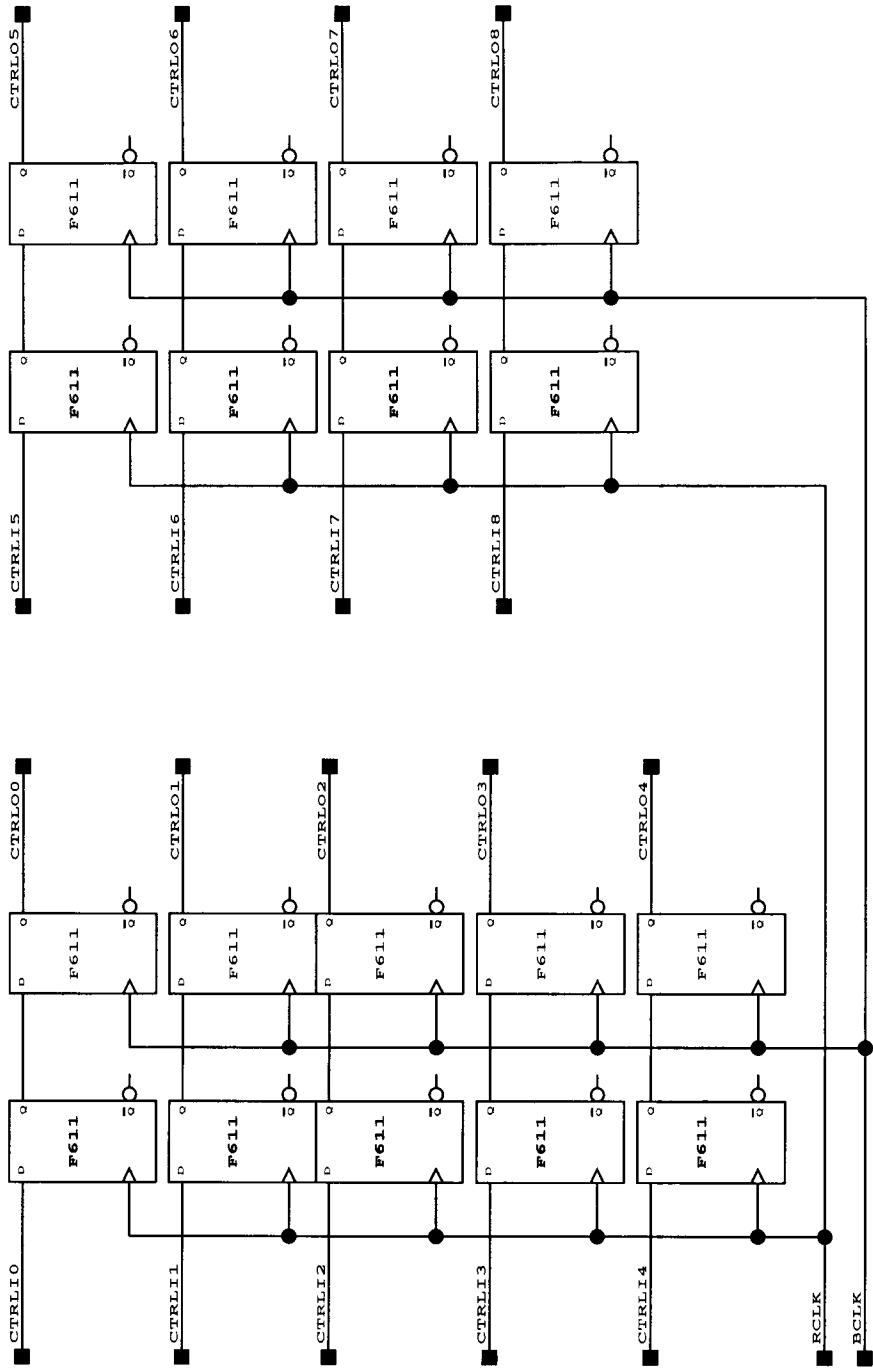 CTRLO5
CTRLO6
CTRLO7
CTRLO8
Q F611 Q̅ D
Q F611 Q̅ D
Q F611 Q̅ D
Q F611 Q̅ D
Q F611 Q̅ D
Q F611 Q̅ D
Q F611 Q̅ D
Q F611 Q̅ D
CTRLI5
CTRLI6
CTRLI7
CTRLI8
CTRLO0
CTRLO1
CTRLO2
CTRLO3
CTRLO4
Q F611 Q̅ D
Q F611 Q̅ D
Q F611 Q̅ D
Q F611 Q̅ D
Q F611 Q̅ D
Q F611 Q̅ D
Q F611 Q̅ D
Q F611 Q̅ D
Q F611 Q̅ D
Q F611 Q̅ D
CTRLI0
CTRLI1
CTRLI2
CTRLI3
CTRLI4
RCLK
BCLK